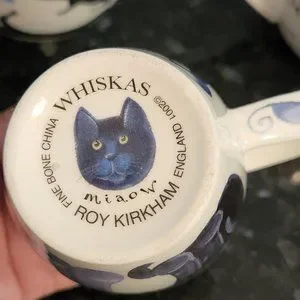 WHISKAS
©2001
FINE BONE CHINA
miaow
ROY KIRKHAM
ENGLAND